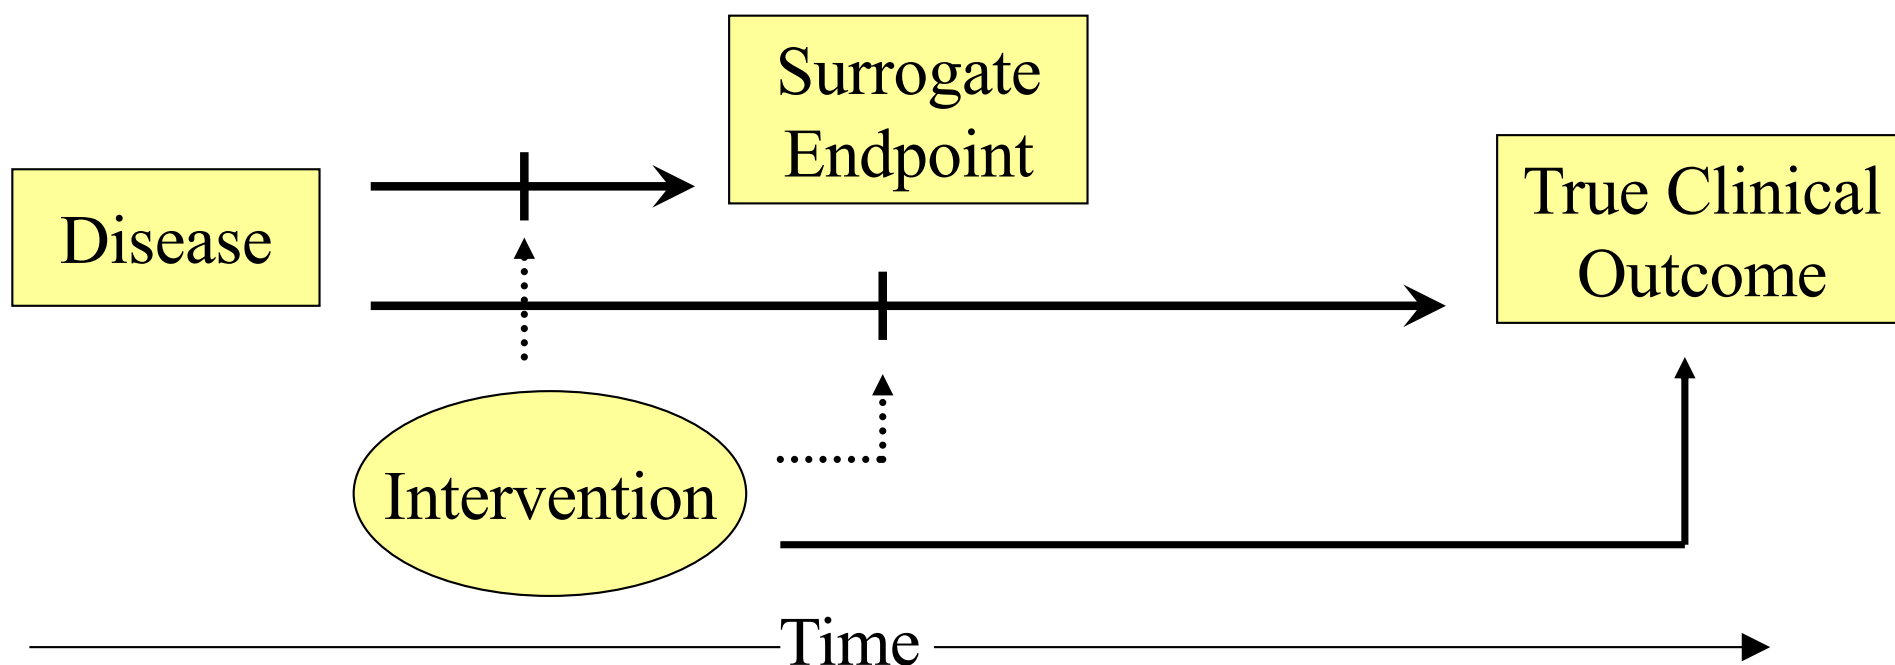 Surrogate
Endpoint
Disease
True Clinical
Outcome
Intervention
Time